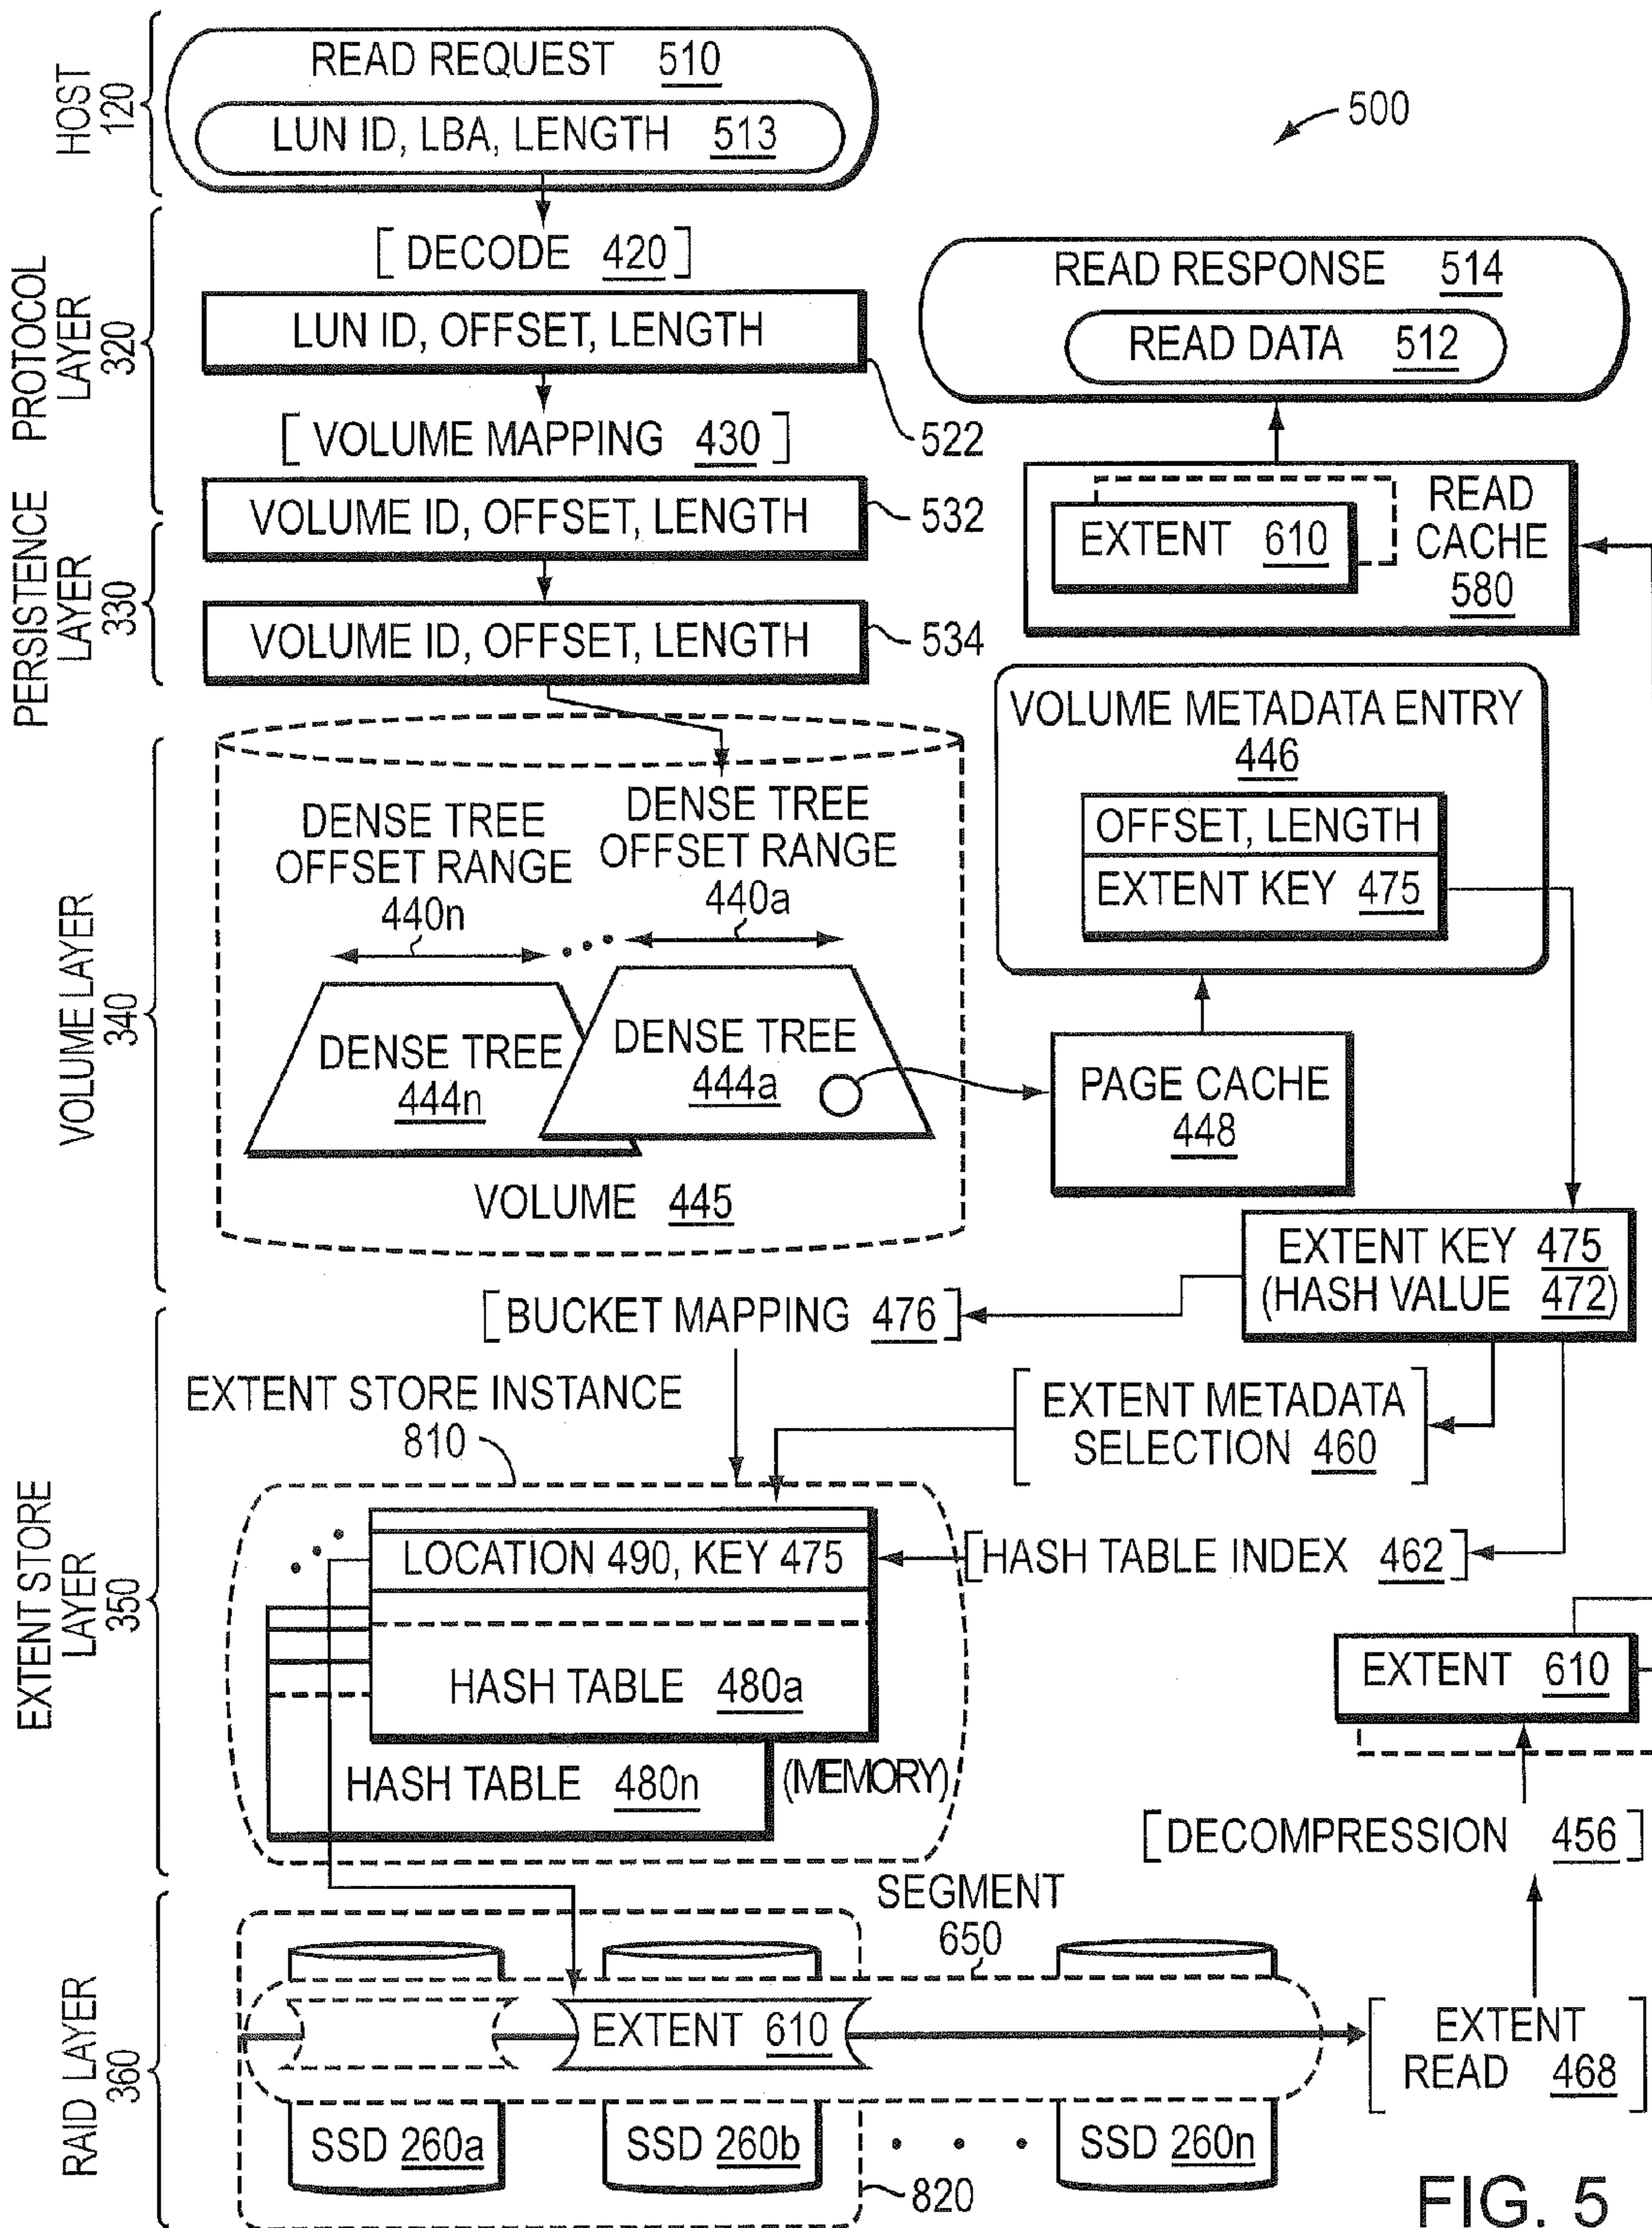 HOST
120
READ REQUEST 510
LUN ID, LBA, LENGTH 513
500
PROTOCOL
LAYER
320
[DECODE 420]
LUN ID, OFFSET, LENGTH
522
[VOLUME MAPPING 430]
READ RESPONSE 514
READ DATA 512
PERSISTENCE
LAYER
330
VOLUME ID, OFFSET, LENGTH
532
VOLUME ID, OFFSET, LENGTH
534
EXTENT 610
READ
CACHE
580
VOLUME LAYER
340
DENSE TREE
OFFSET RANGE
440n
DENSE TREE
OFFSET RANGE
440a
DENSE TREE
444n
DENSE TREE
444a
VOLUME 445
VOLUME METADATA ENTRY
446
OFFSET, LENGTH
EXTENT KEY 475
PAGE CACHE
448
EXTENT KEY 475
(HASH VALUE 472)
EXTENT STORE
LAYER
350
[BUCKET MAPPING 476]
EXTENT STORE INSTANCE
810
[EXTENT METADATA
SELECTION 460]
LOCATION 490, KEY 475
[HASH TABLE INDEX 462]
HASH TABLE 480a
HASH TABLE 480n
(MEMORY)
EXTENT 610
[DECOMPRESSION 456]
RAID LAYER
360
SEGMENT
650
EXTENT 610
[EXTENT
READ 468]
SSD 260a
SSD 260b
SSD 260n
820
FIG. 5